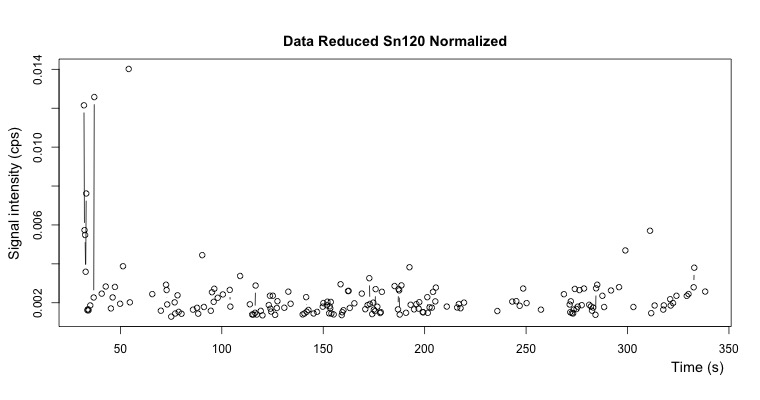 Data Reduced Sn120 Normalized
Signal intensity (cps)
0.014
0.010
0.006
0.002
50 100 150 200 250 300 350
Time (s)